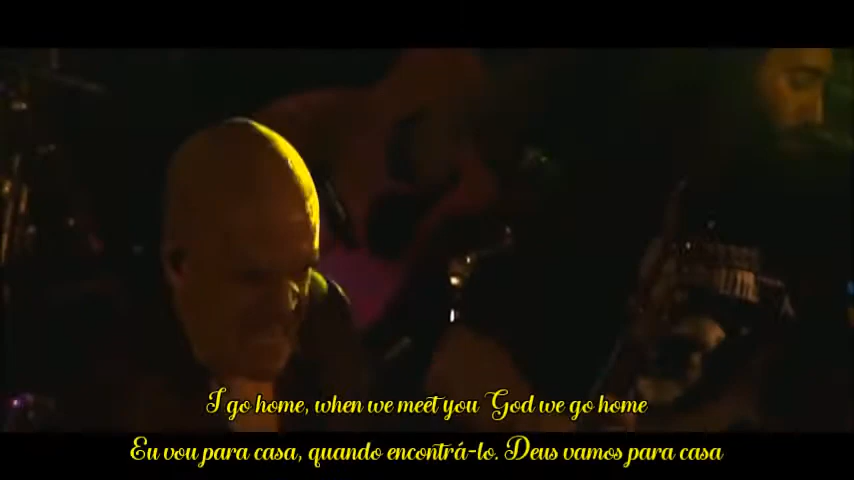 I go home, when we meet you God we go home
Eu vou para casa, quando encontrá-lo. Deus vamos para casa